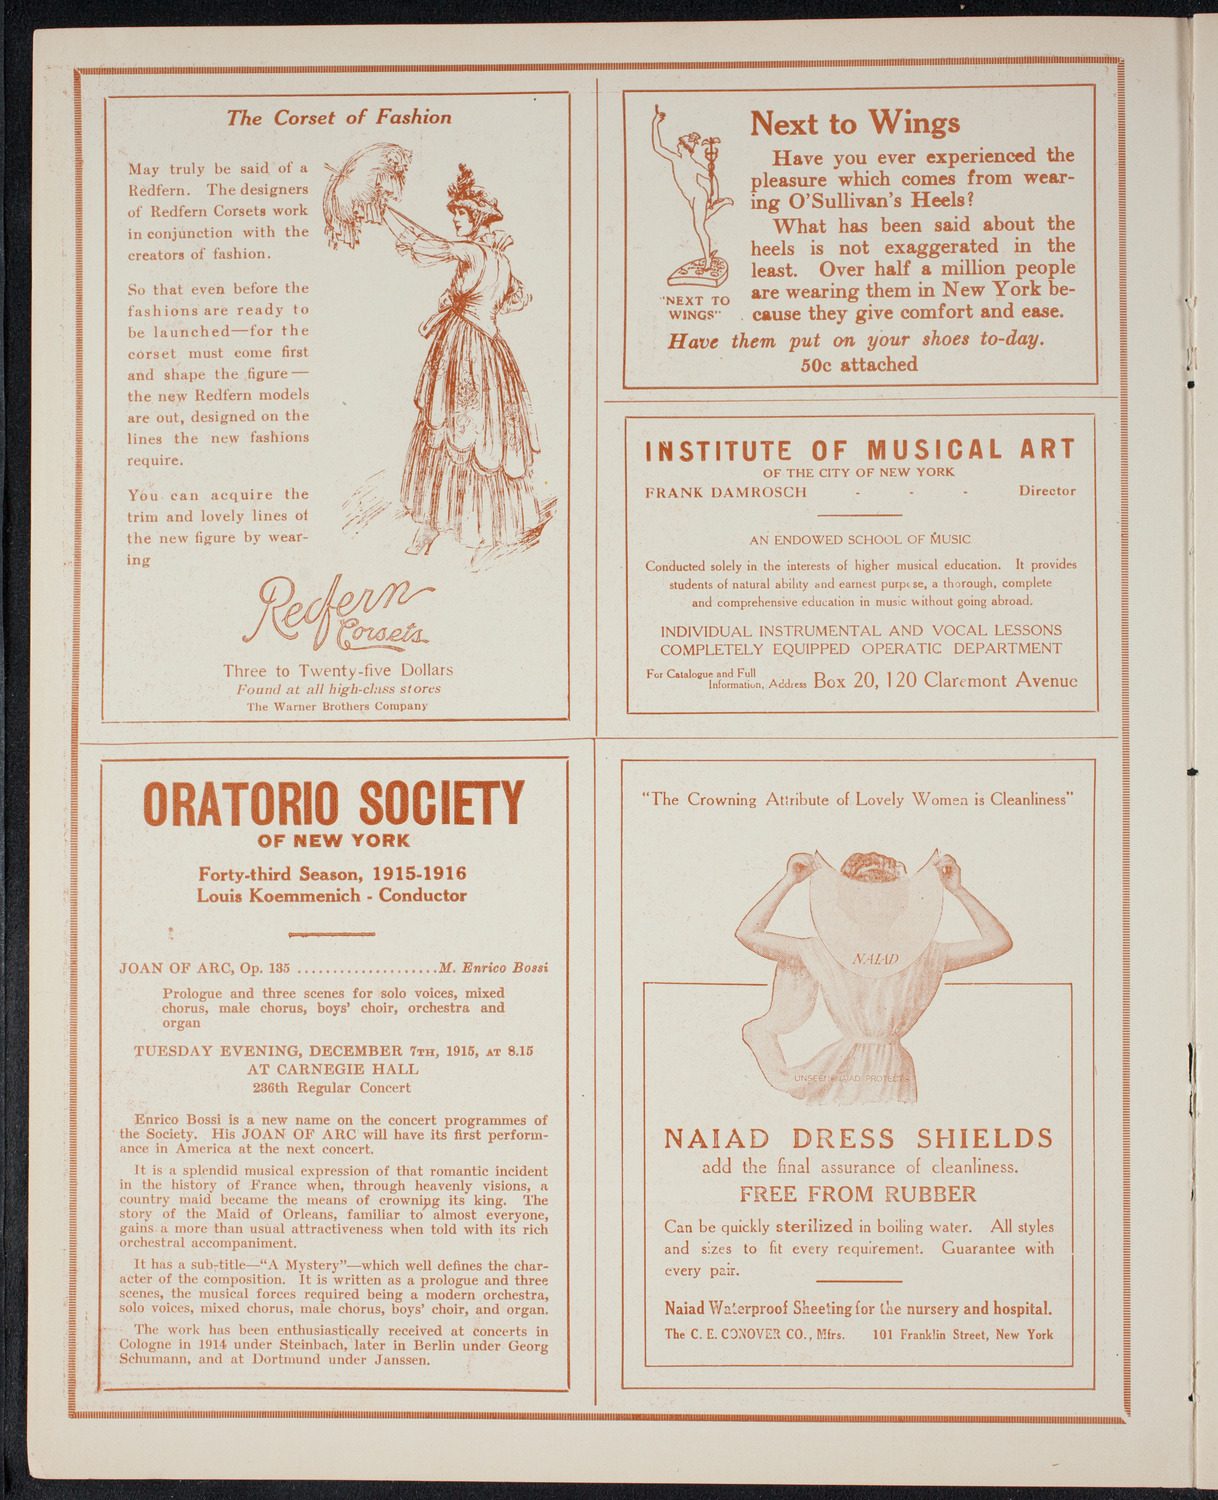 The Corset of Fashion
May truly be said of a
Redfern. The designers
of Redfern Corsets work
in conjunction with the
creators of fashion.
So that even before the
fashions are ready to
be launched—for the
corset must come first
and shape the figure—
the new Redfern models
are out, designed on the
lines the new fashions
require.
You can acquire the
trim and lovely lines of
the new figure by wear-
ing
Redfern
Corsets
Three to Twenty-five Dollars
Found at all high-class stores
The Warner Brothers Company
Next to Wings
Have you ever experienced the
pleasure which comes from wear-
ing O'Sullivan's Heels?
What has been said about the
heels is not exaggerated in the
least. Over half a million people
are wearing them in New York be-
cause they give comfort and ease.
"NEXT TO
WINGS"
Have them put on your shoes to-day.
50c attached
INSTITUTE OF MUSICAL ART
OF THE CITY OF NEW YORK
FRANK DAMROSCH - - - Director
AN ENDOWED SCHOOL OF MUSIC
Conducted solely in the interests of higher musical education. It provides
students of natural ability and earnest purpose, a thorough, complete
and comprehensive education in music without going abroad.
INDIVIDUAL INSTRUMENTAL AND VOCAL LESSONS
COMPLETELY EQUIPPED OPERATIC DEPARTMENT
For Catalogue and Full
Information, Address Box 20, 120 Claremont Avenue
ORATORIO SOCIETY
OF NEW YORK
Forty-third Season, 1915-1916
Louis Koemmenich - Conductor
JOAN OF ARC, Op. 135 ....................M. Enrico Bossi
Prologue and three scenes for solo voices, mixed
chorus, male chorus, boys' choir, orchestra and
organ
TUESDAY EVENING, DECEMBER 7TH, 1915, AT 8.15
AT CARNEGIE HALL
236th Regular Concert
Enrico Bossi is a new name on the concert programmes of
the Society. His JOAN OF ARC will have its first perform-
ance in America at the next concert.
It is a splendid musical expression of that romantic incident
in the history of France when, through heavenly visions, a
country maid became the means of crowning its king. The
story of the Maid of Orleans, familiar to almost everyone,
gains a more than usual attractiveness when told with its rich
orchestral accompaniment.
It has a sub-title—"A Mystery"—which well defines the char-
acter of the composition. It is written as a prologue and three
scenes, the musical forces required being a modern orchestra,
solo voices, mixed chorus, male chorus, boys' choir, and organ.
The work has been enthusiastically received at concerts in
Cologne in 1914 under Steinbach, later in Berlin under Georg
Schumann, and at Dortmund under Janssen.
"The Crowning Attribute of Lovely Women is Cleanliness"
NAIAD
UNSEEN NAIAD PROTECTS
NAIAD DRESS SHIELDS
add the final assurance of cleanliness.
FREE FROM RUBBER
Can be quickly sterilized in boiling water. All styles
and sizes to fit every requirement. Guarantee with
every pair.
Naiad Waterproof Sheeting for the nursery and hospital.
The C. E. CONOVER CO., Mfrs. 101 Franklin Street, New York